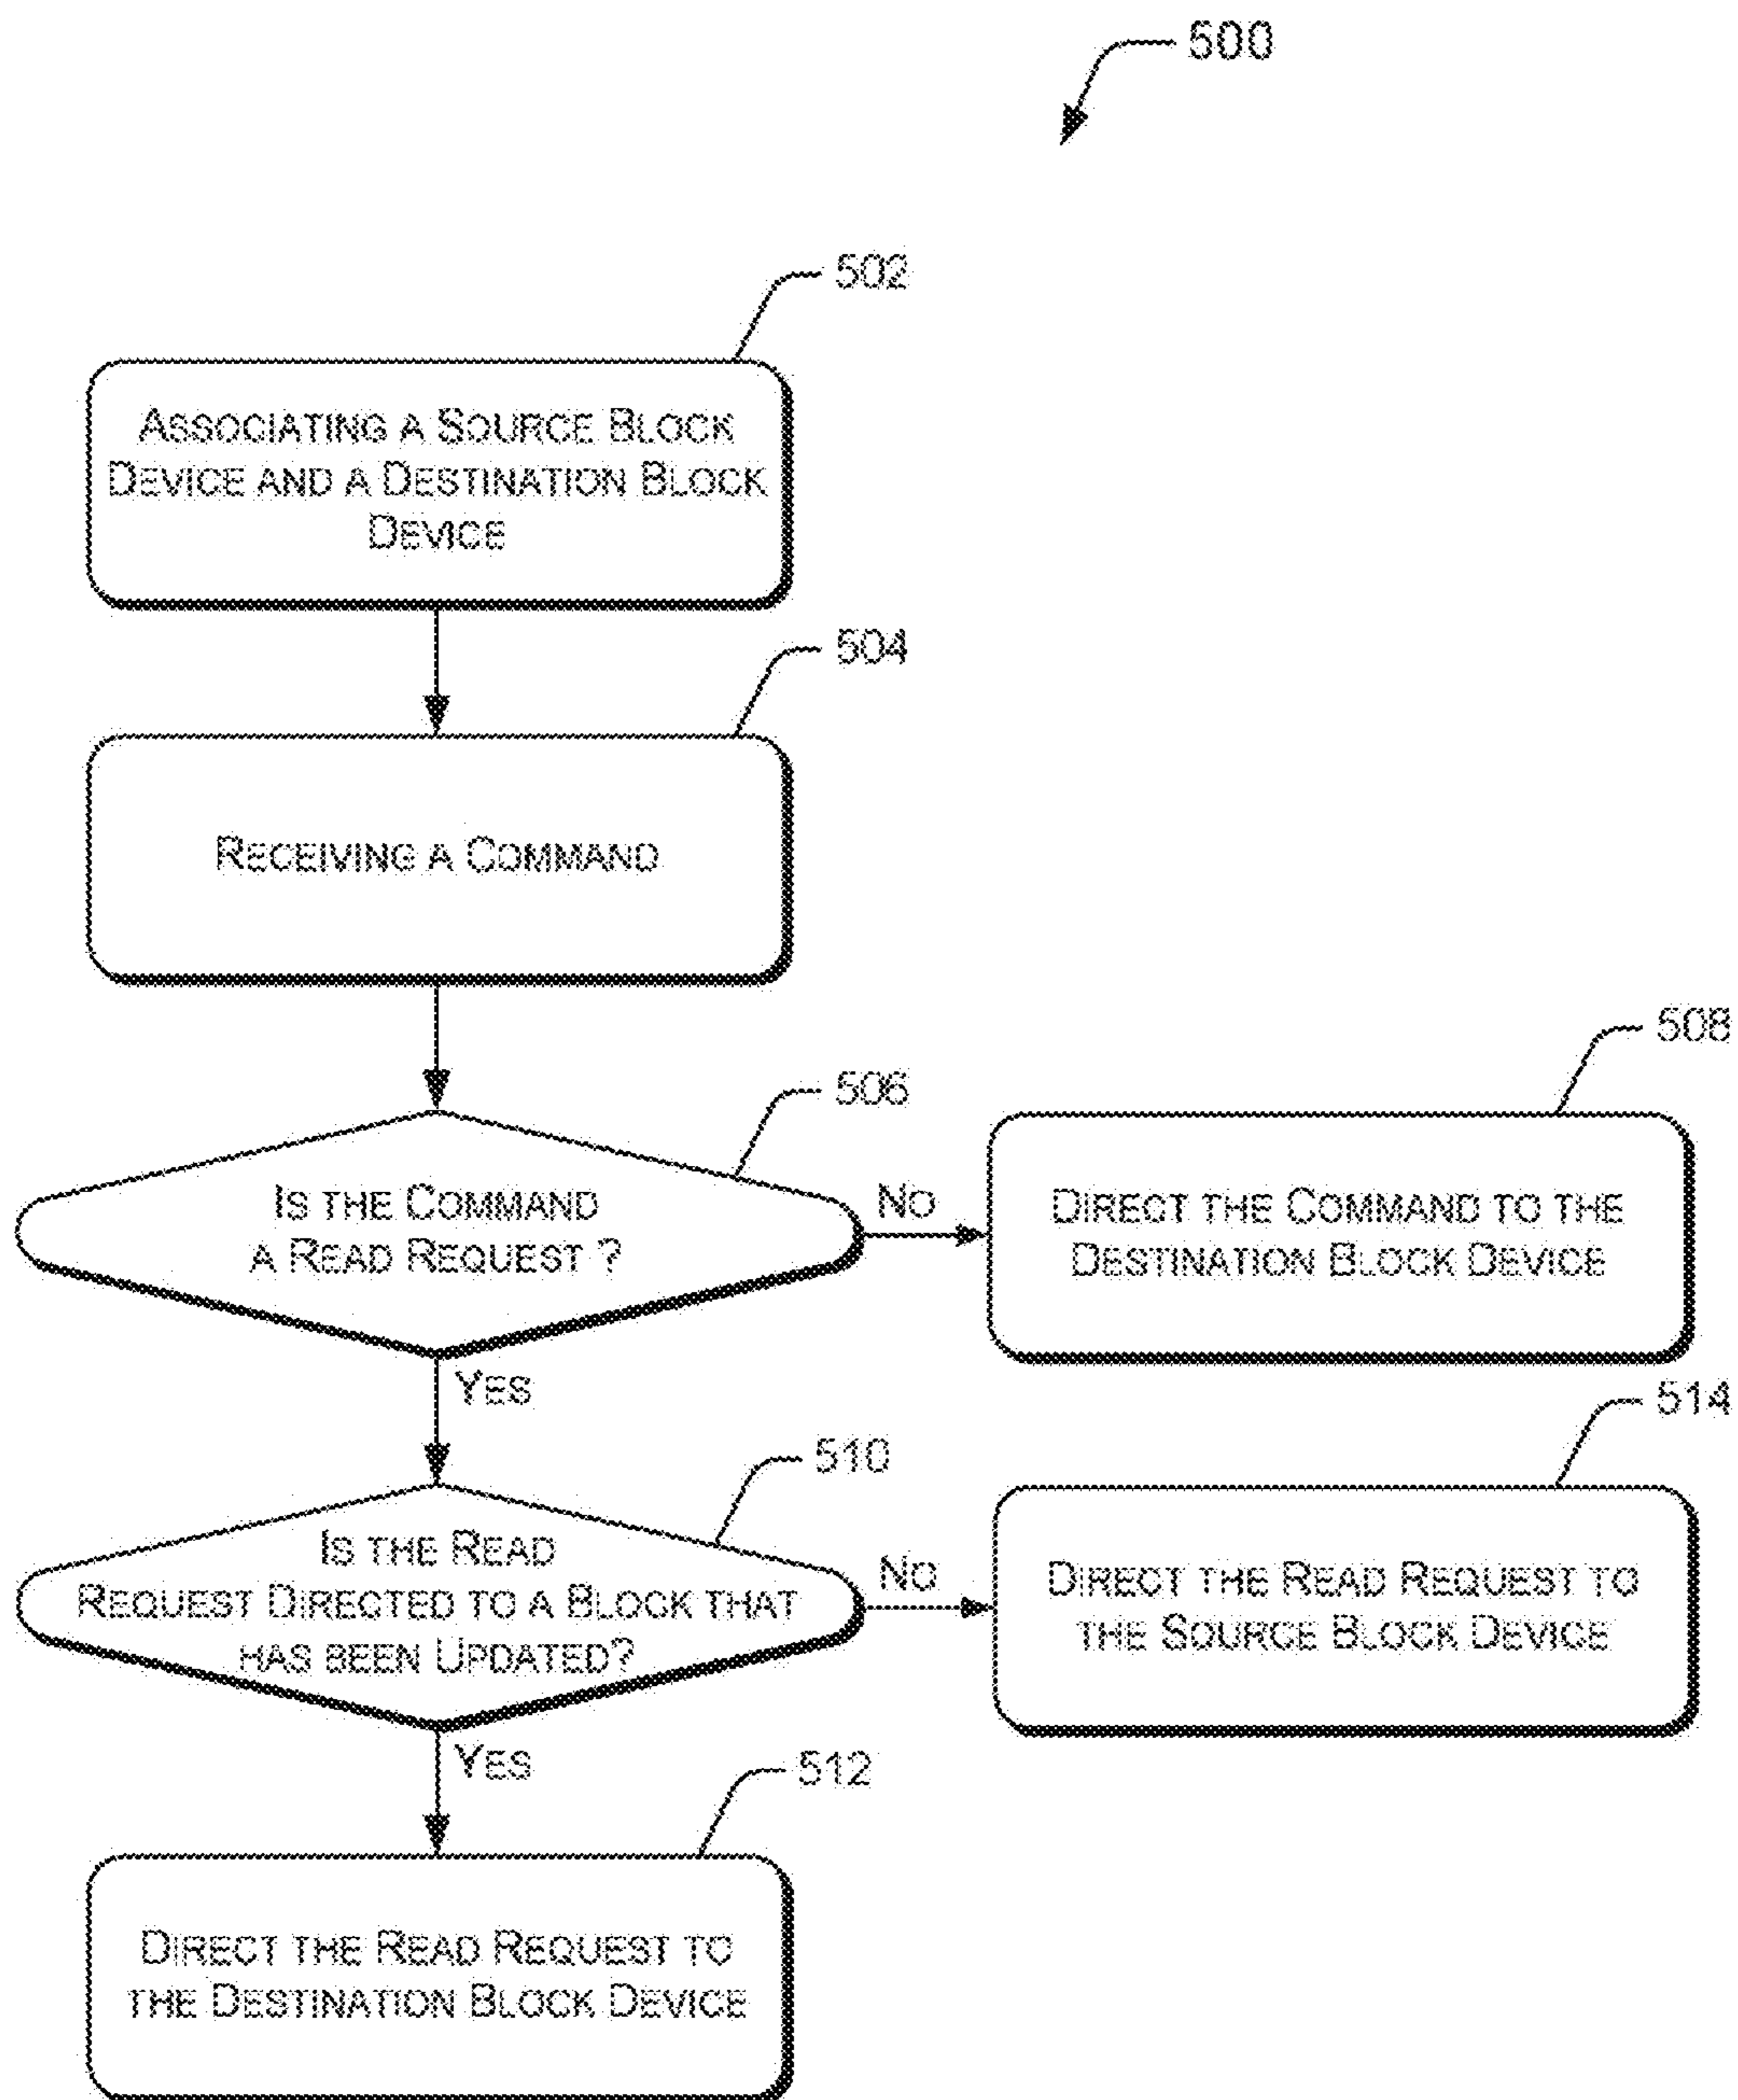 500
502
ASSOCIATING A SOURCE BLOCK
DEVICE AND A DESTINATION BLOCK
DEVICE
504
RECEIVING A COMMAND
506
IS THE COMMAND
A READ REQUEST ?
NO
508
DIRECT THE COMMAND TO THE
DESTINATION BLOCK DEVICE
YES
510
IS THE READ
REQUEST DIRECTED TO A BLOCK THAT
HAS BEEN UPDATED?
NO
514
DIRECT THE READ REQUEST TO
THE SOURCE BLOCK DEVICE
YES
512
DIRECT THE READ REQUEST TO
THE DESTINATION BLOCK DEVICE